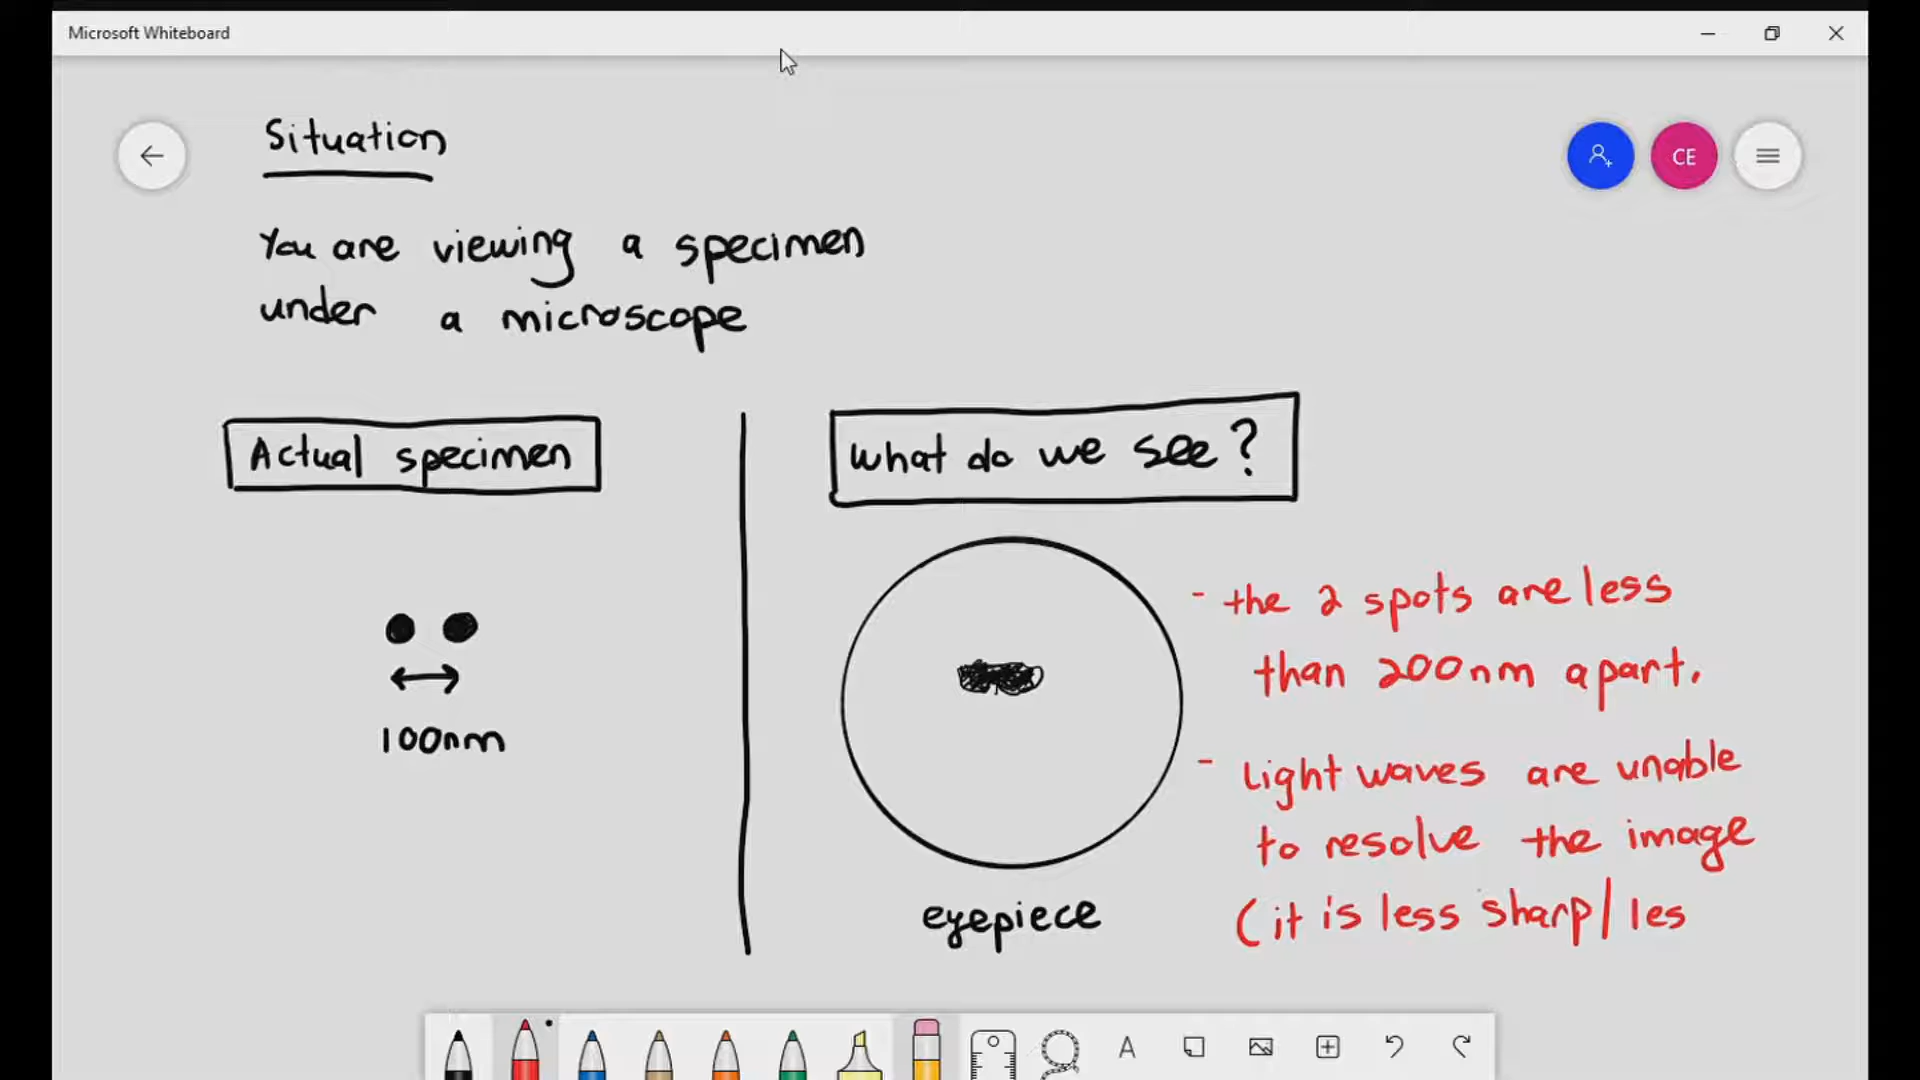 Microsoft Whiteboard
CE
Situation
You are viewing a specimen
under a microscope
Actual specimen
What do we see?
100nm
eyepiece
- the 2 spots are less
than 200nm apart.
- Light waves are unable
to resolve the image
(it is less sharp/les
A